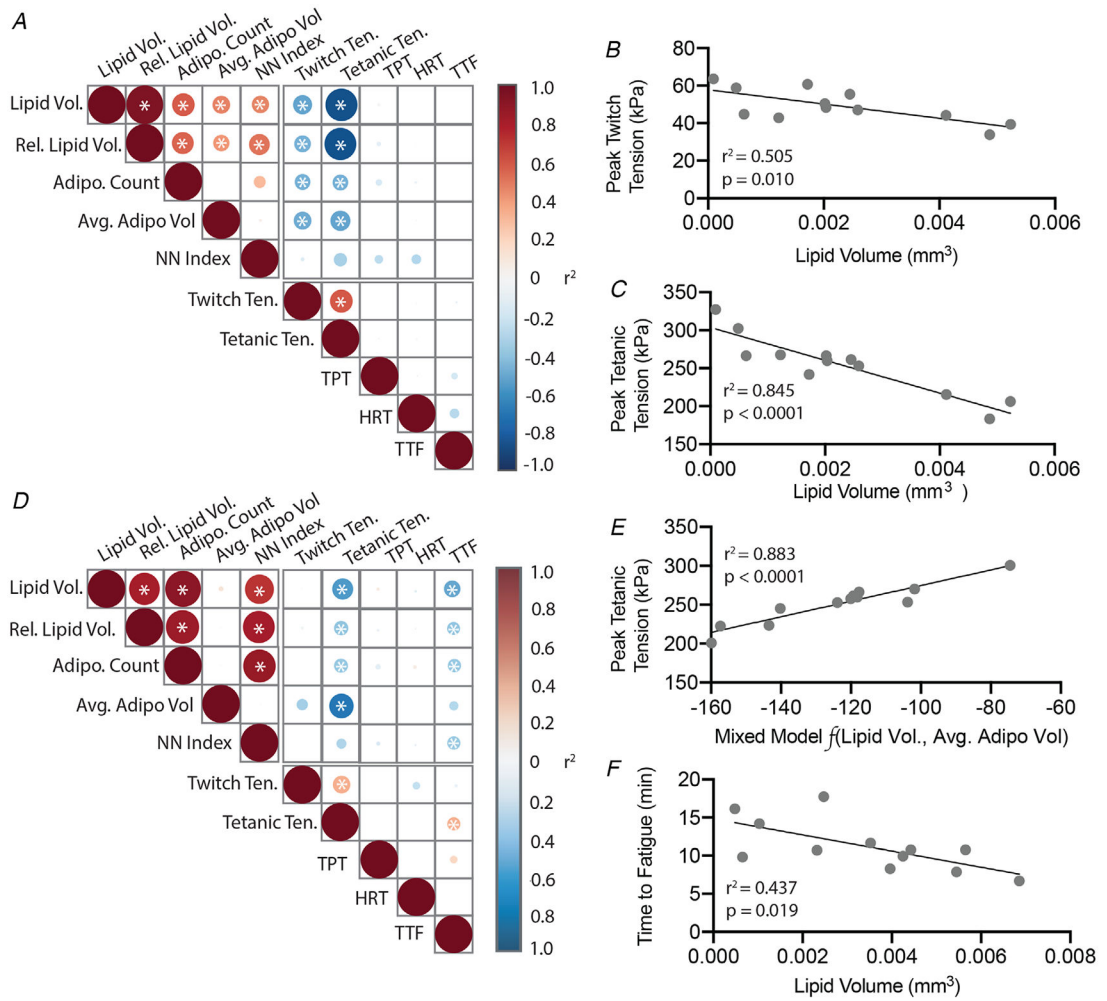 A
Lipid Vol.
Rel. Lipid Vol.
Adipo. Count
Avg. Adipo Vol
NN Index
Twitch Ten.
Tetanic Ten.
TPT
HRT
TTF
Lipid Vol.
Rel. Lipid Vol.
Adipo. Count
Avg. Adipo Vol
NN Index
Twitch Ten.
Tetanic Ten.
TPT
HRT
TTF
* * * * * *
* * * * *
* *
* *
*
1.0
0.8
0.6
0.4
0.2
0
-0.2
-0.4
-0.6
-0.8
-1.0
r²
B
Peak Twitch
Tension (kPa)
80
60
40
20
0
r² = 0.505
p = 0.010
0.000 0.002 0.004 0.006
Lipid Volume (mm³)
C
Peak Tetanic
Tension (kPa)
350
300
250
200
150
r² = 0.845
p < 0.0001
0.000 0.002 0.004 0.006
Lipid Volume (mm³ )
D
Lipid Vol.
Rel. Lipid Vol.
Adipo. Count
Avg. Adipo Vol
NN Index
Twitch Ten.
Tetanic Ten.
TPT
HRT
TTF
Lipid Vol.
Rel. Lipid Vol.
Adipo. Count
Avg. Adipo Vol
NN Index
Twitch Ten.
Tetanic Ten.
TPT
HRT
TTF
* * * * *
* * * *
* * *
*
*
*
*
1.0
0.8
0.6
0.4
0.2
0
0.2
0.4
0.6
0.8
1.0
r²
E
Peak Tetanic
Tension (kPa)
350
300
250
200
150
r² = 0.883
p < 0.0001
-160 -140 -120 -100 -80 -60
Mixed Model f(Lipid Vol., Avg. Adipo Vol)
F
Time to Fatigue (min)
20
15
10
5
0
r² = 0.437
p = 0.019
0.000 0.002 0.004 0.006 0.008
Lipid Volume (mm³)